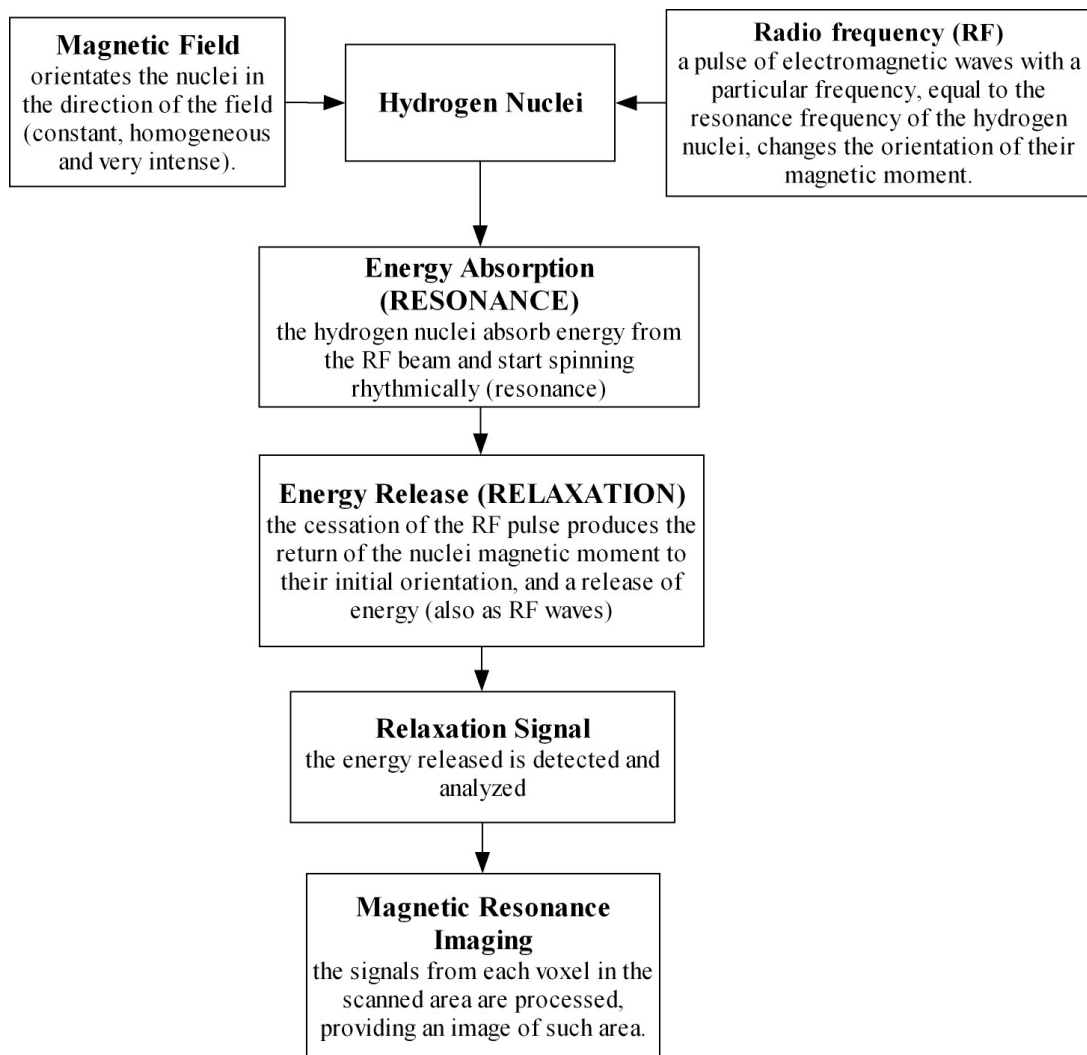 Magnetic Field
orientates the nuclei in
the direction of the field
(constant, homogeneous
and very intense).
Hydrogen Nuclei
Radio frequency (RF)
a pulse of electromagnetic waves with a
particular frequency, equal to the
resonance frequency of the hydrogen
nuclei, changes the orientation of their
magnetic moment.
Energy Absorption
(RESONANCE)
the hydrogen nuclei absorb energy from
the RF beam and start spinning
rhythmically (resonance)
Energy Release (RELAXATION)
the cessation of the RF pulse produces the
return of the nuclei magnetic moment to
their initial orientation, and a release of
energy (also as RF waves)
Relaxation Signal
the energy released is detected and
analyzed
Magnetic Resonance
Imaging
the signals from each voxel in the
scanned area are processed,
providing an image of such area.